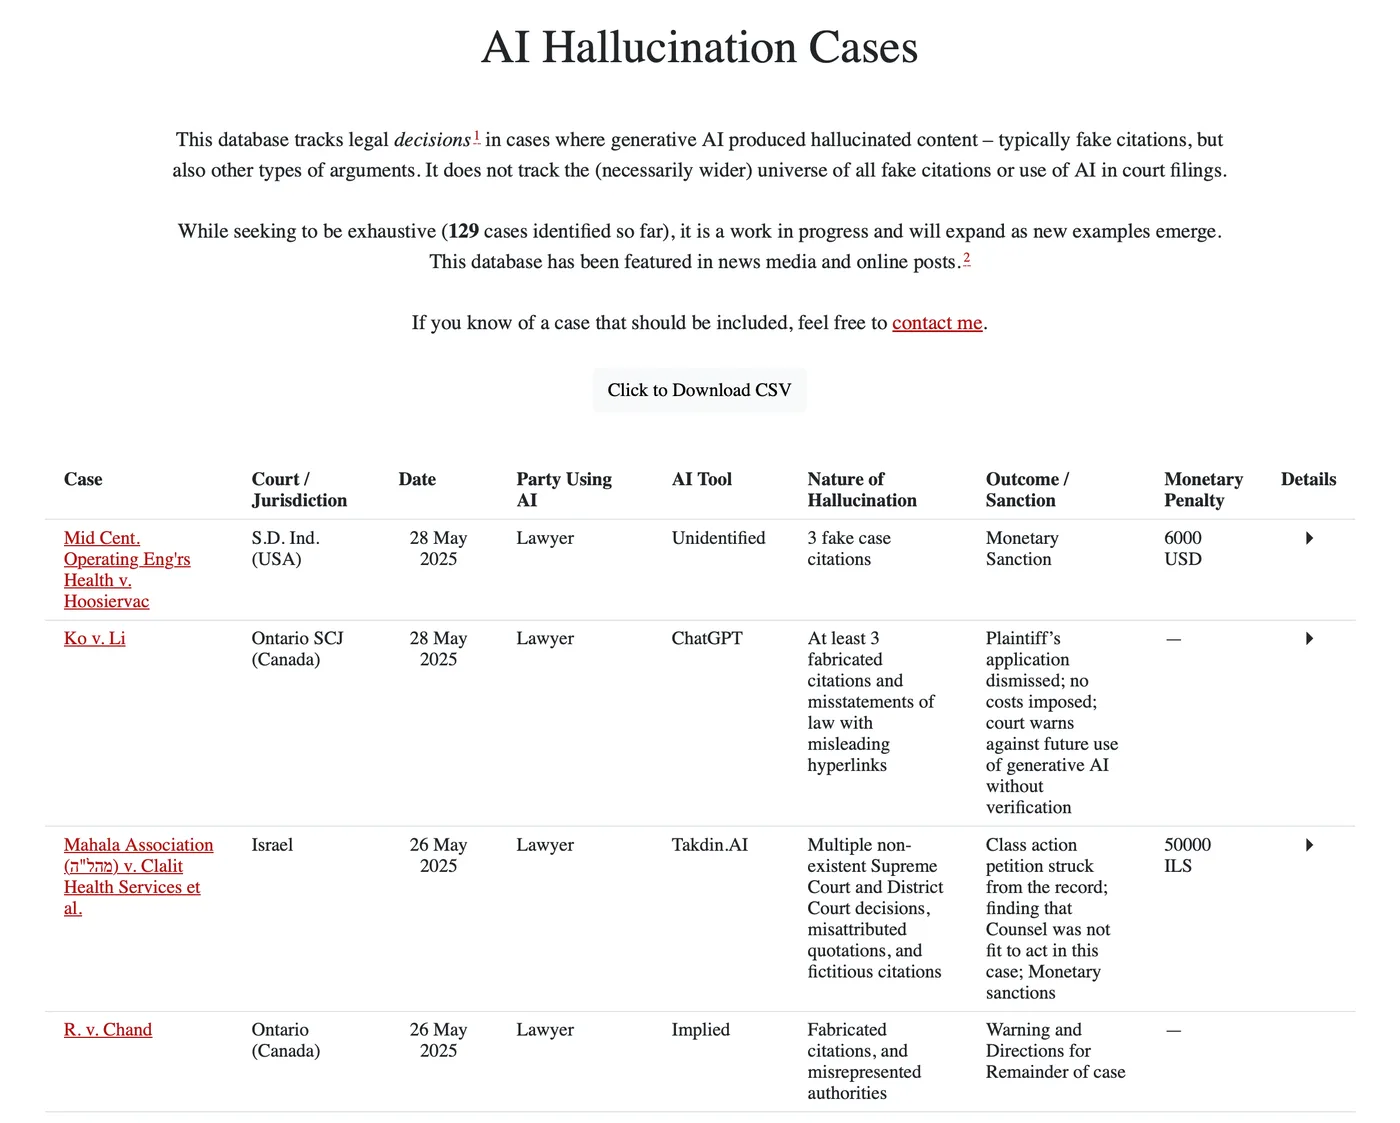 AI Hallucination Cases
This database tracks legal decisions1 in cases where generative AI produced hallucinated content – typically fake citations, but
also other types of arguments. It does not track the (necessarily wider) universe of all fake citations or use of AI in court filings.
While seeking to be exhaustive (129 cases identified so far), it is a work in progress and will expand as new examples emerge.
This database has been featured in news media and online posts.2
If you know of a case that should be included, feel free to contact me.
Click to Download CSV
Case
Court /
Jurisdiction
Date
Party Using
AI
AI Tool
Nature of
Hallucination
Outcome /
Sanction
Monetary
Penalty
Details
Mid Cent.
Operating Eng'rs
Health v.
Hoosiervac
S.D. Ind.
(USA)
28 May
2025
Lawyer
Unidentified
3 fake case
citations
Monetary
Sanction
6000
USD
Ko v. Li
Ontario SCJ
(Canada)
28 May
2025
Lawyer
ChatGPT
At least 3
fabricated
citations and
misstatements of
law with
misleading
hyperlinks
Plaintiff’s
application
dismissed; no
costs imposed;
court warns
against future use
of generative AI
without
verification
—
Mahala Association
(מהל"ה) v. Clalit
Health Services et
al.
Israel
26 May
2025
Lawyer
Takdin.AI
Multiple non-
existent Supreme
Court and District
Court decisions,
misattributed
quotations, and
fictitious citations
Class action
petition struck
from the record;
finding that
Counsel was not
fit to act in this
case; Monetary
sanctions
50000
ILS
R. v. Chand
Ontario
(Canada)
26 May
2025
Lawyer
Implied
Fabricated
citations, and
misrepresented
authorities
Warning and
Directions for
Remainder of case
—